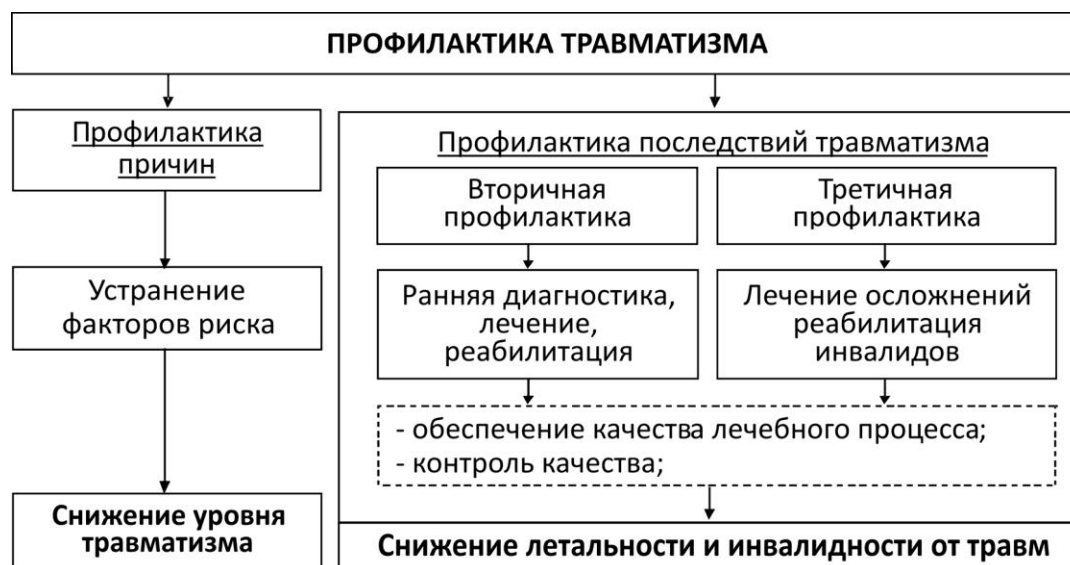 ПРОФИЛАКТИКА ТРАВМАТИЗМА
Профилактика
причин
Устранение
факторов риска
Снижение уровня
травматизма
Профилактика последствий травматизма
Вторичная
профилактика
Третичная
профилактика
Ранняя диагностика,
лечение,
реабилитация
Лечение осложнений
реабилитация
инвалидов
- обеспечение качества лечебного процесса;
- контроль качества;
Снижение летальности и инвалидности от травм